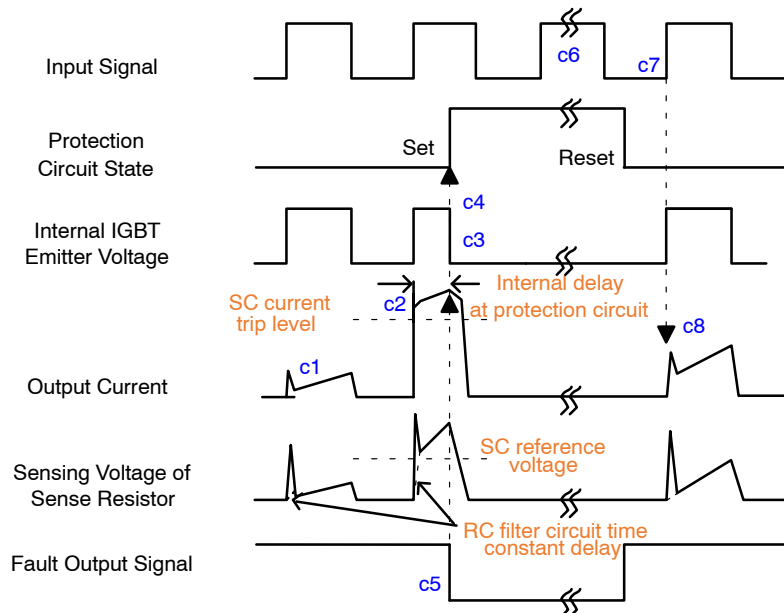 Input Signal
c6
c7
Protection
Circuit State
Set
Reset
c4
Internal IGBT
Emitter Voltage
c3
Internal delay
at protection circuit
SC current
trip level
c2
c8
c1
Output Current
SC reference
voltage
Sensing Voltage of
Sense Resistor
RC filter circuit time
constant delay
Fault Output Signal
c5